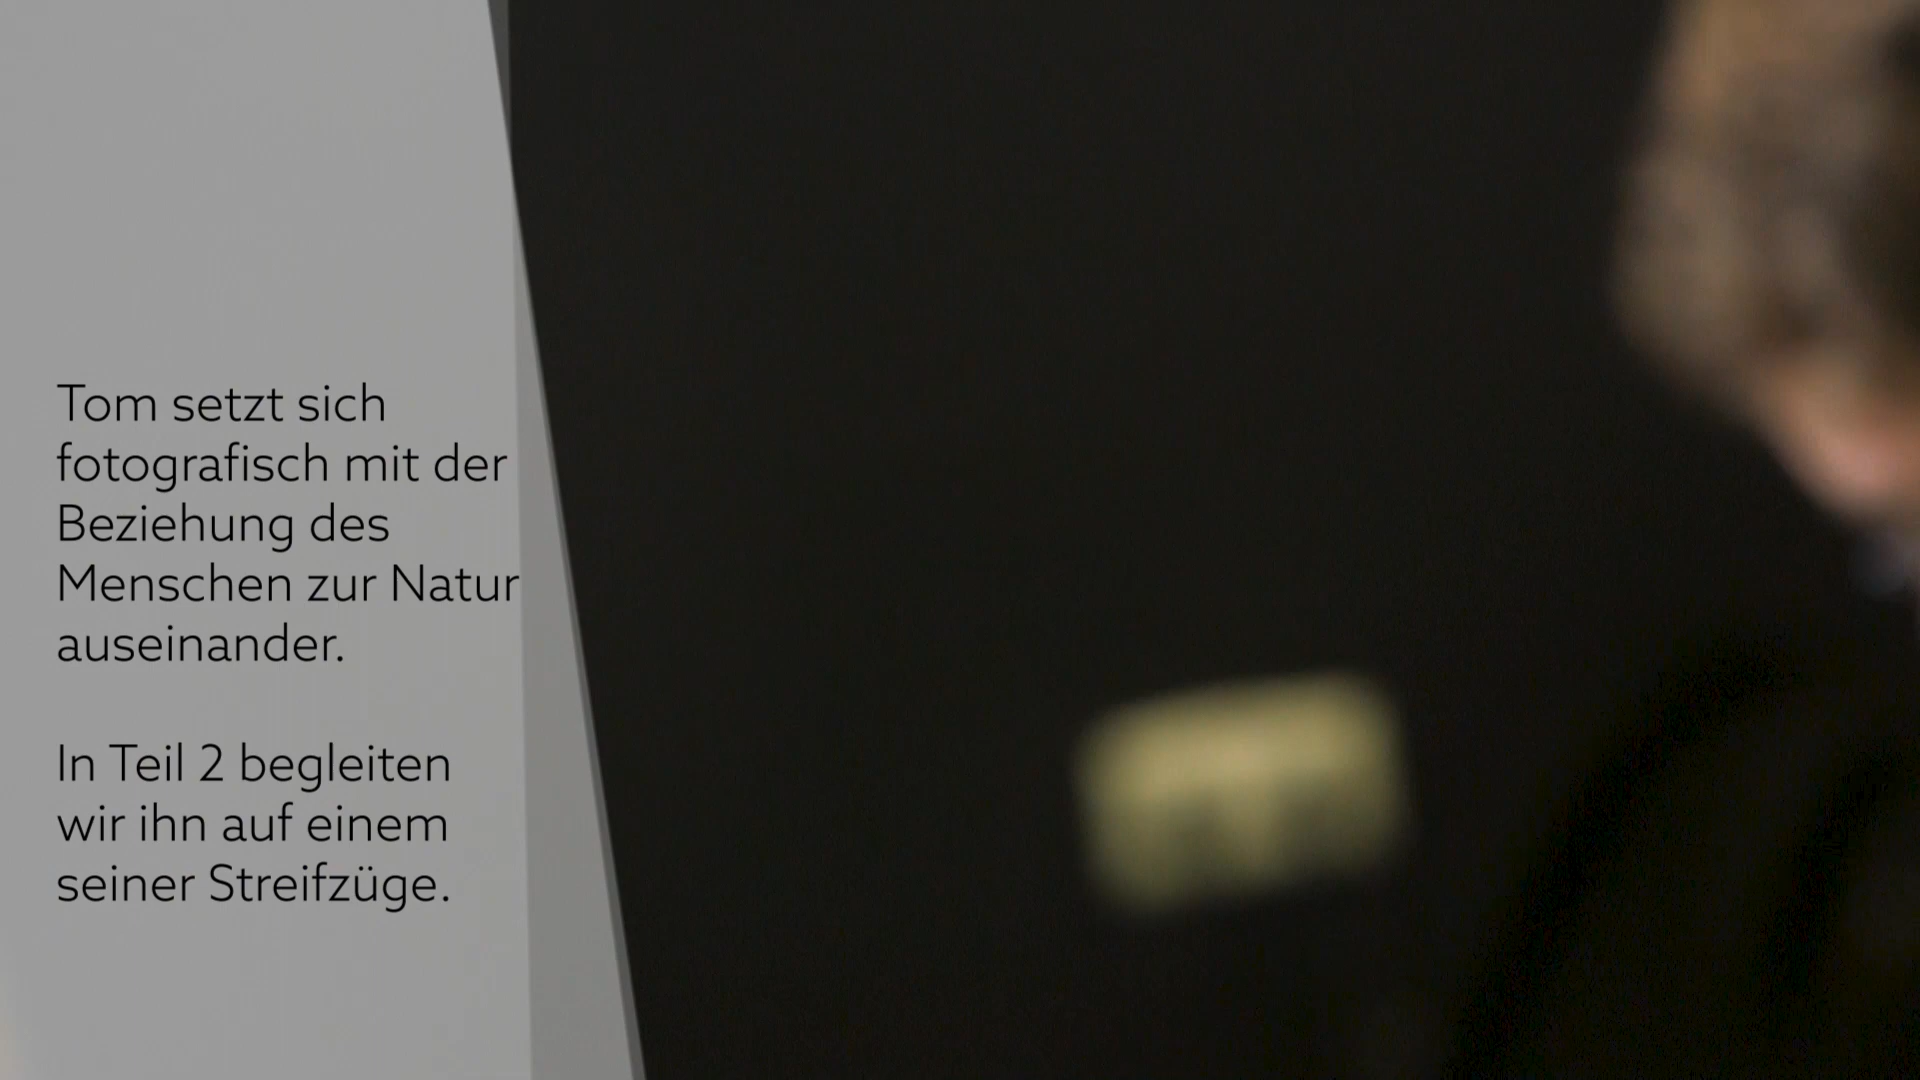 Tom setzt sich
fotografisch mit der
Beziehung des
Menschen zur Natur
auseinander.
In Teil 2 begleiten
wir ihn auf einem
seiner Streifzüge.